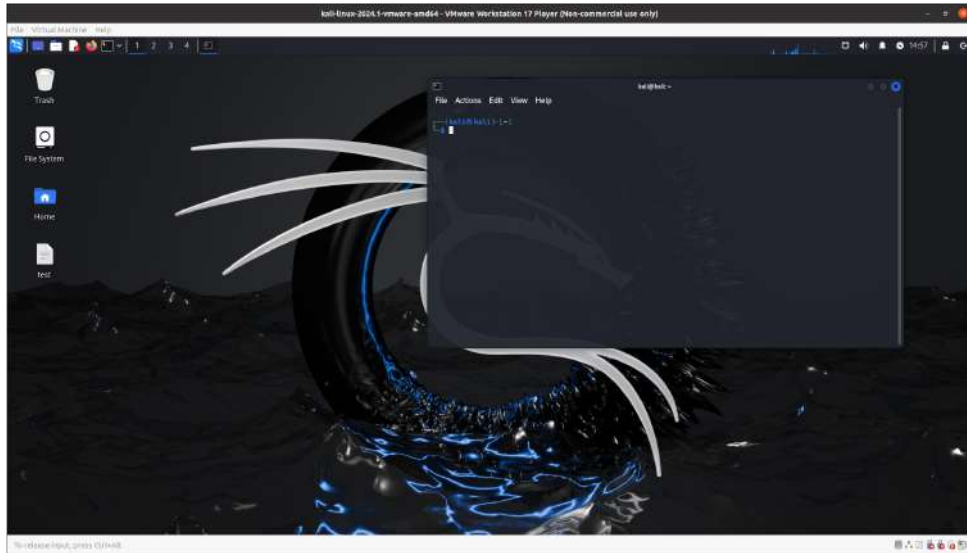 kali-linux-2024.1-vmware-amd64 - VMware Workstation 17 Player (Non-commercial use only)
File Virtual Machine Help
1 2 3 4
14:57
Trash
File System
Home
test
kali@kali: ~
File Actions Edit View Help
(kali㉿kali)-[~]
$
To release input, press Ctrl+Alt.